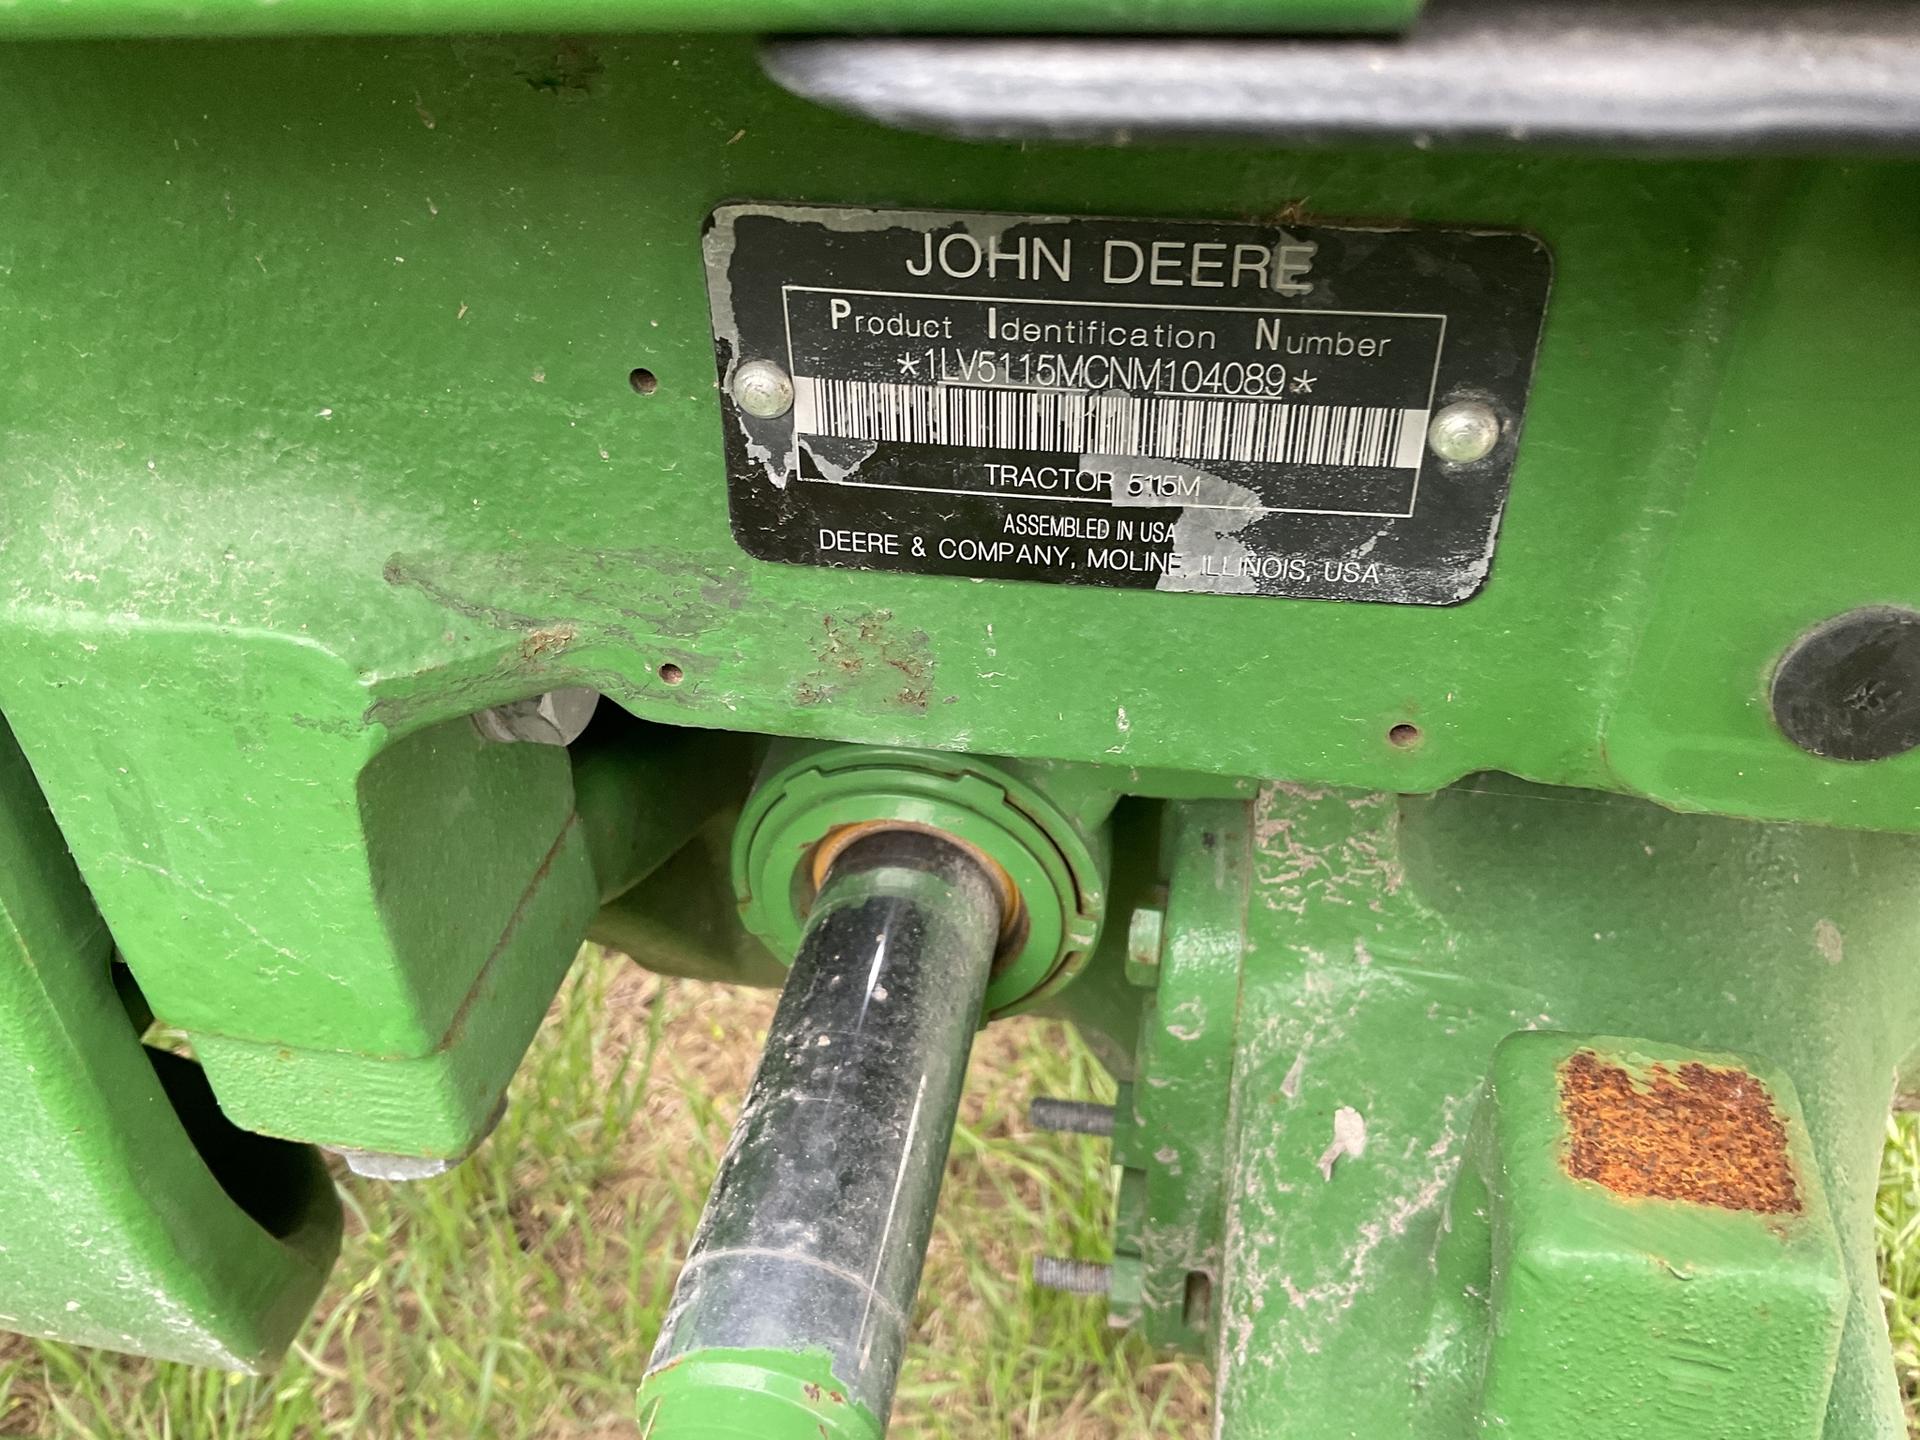 JOHN DEERE
Product Identification Number
*1LV5115MCNM104089*
TRACTOR 5115M
ASSEMBLED IN USA
DEERE & COMPANY, MOLINE, ILLINOIS, USA